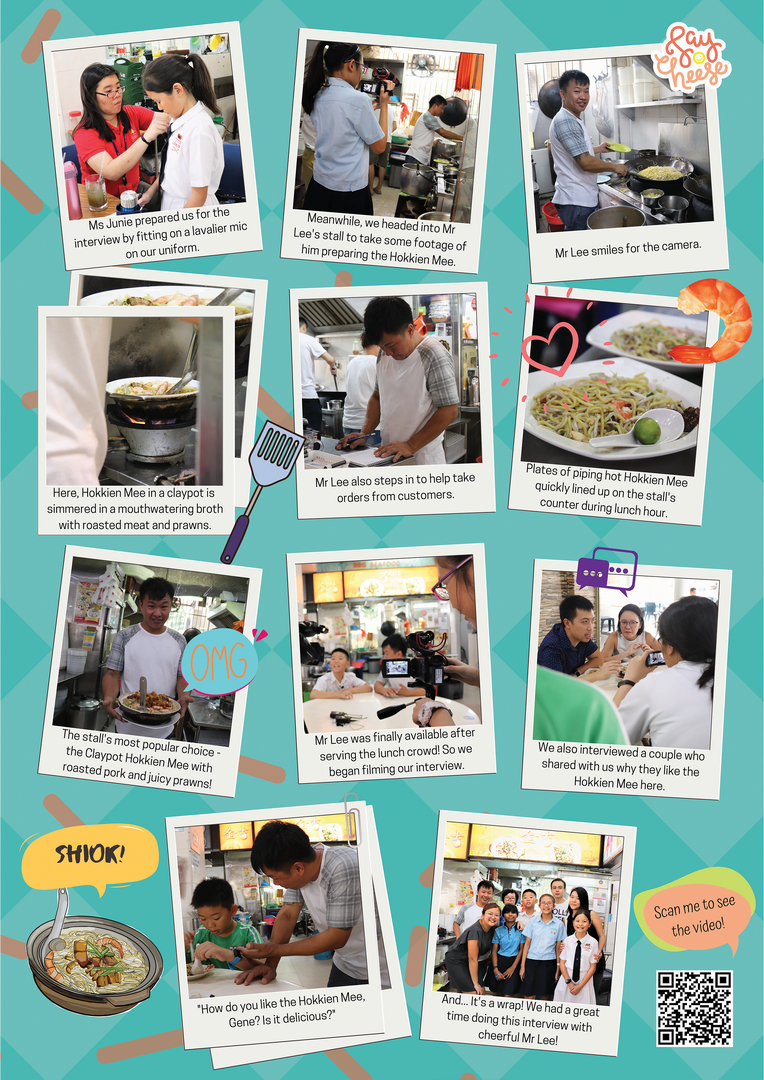 Say
Cheese
Ms Junie prepared us for the
interview by fitting on a lavalier mic
on our uniform.
Meanwhile, we headed into Mr
Lee's stall to take some footage of
him preparing the Hokkien Mee.
Mr Lee smiles for the camera.
Here, Hokkien Mee in a claypot is
simmered in a mouthwatering broth
with roasted meat and prawns.
Mr Lee also steps in to help take
orders from customers.
Plates of piping hot Hokkien Mee
quickly lined up on the stall's
counter during lunch hour.
OMG
The stall's most popular choice -
the Claypot Hokkien Mee with
roasted pork and juicy prawns!
Mr Lee was finally available after
serving the lunch crowd! So we
began filming our interview.
We also interviewed a couple who
shared with us why they like the
Hokkien Mee here.
SHIOK!
"How do you like the Hokkien Mee,
Gene? Is it delicious?"
And... It's a wrap! We had a great
time doing this interview with
cheerful Mr Lee!
Scan me to see
the video!